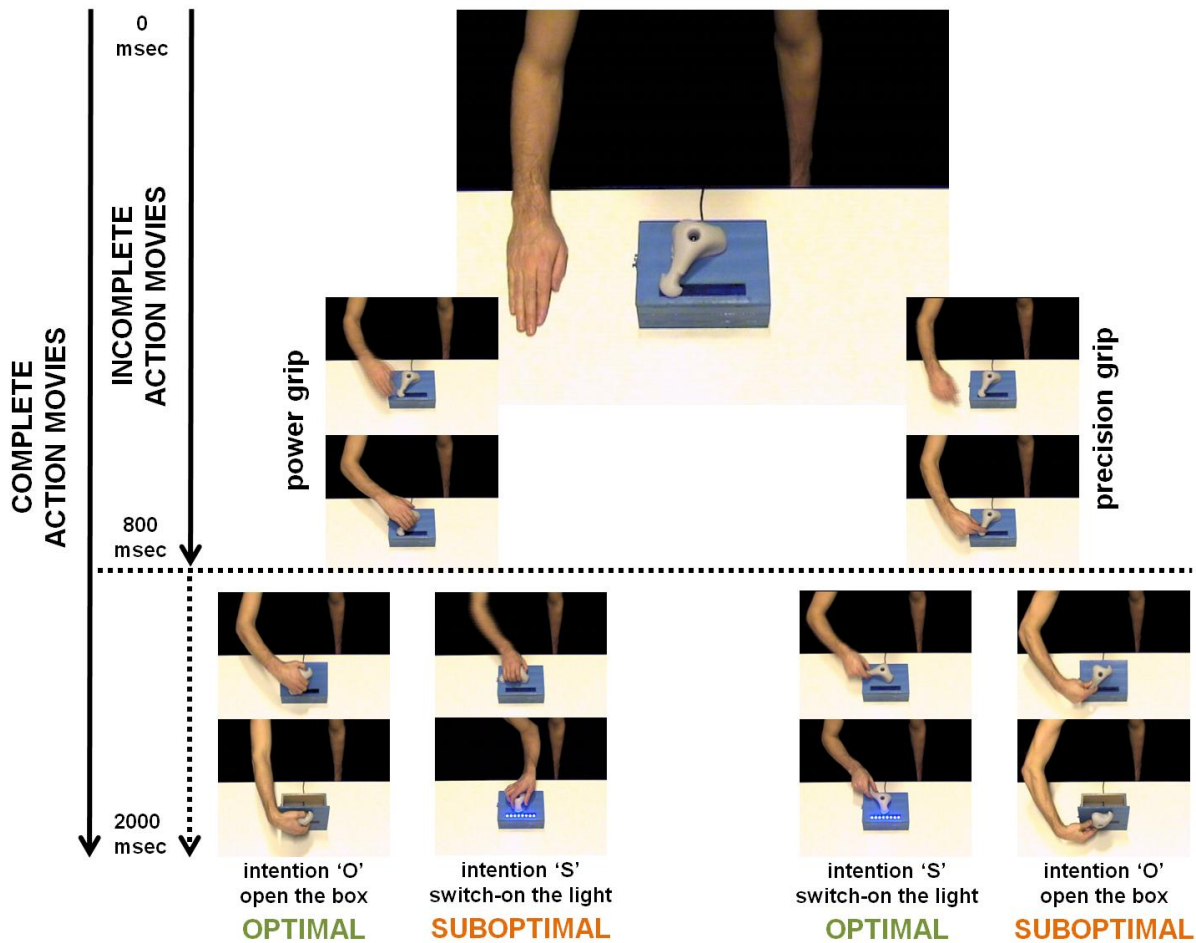 0
msec
COMPLETE
ACTION MOVIES
INCOMPLETE
ACTION MOVIES
power grip
precision grip
800
msec
2000
msec
intention ‘O’
open the box
OPTIMAL
intention ‘S’
switch-on the light
SUBOPTIMAL
intention ‘S’
switch-on the light
OPTIMAL
intention ‘O’
open the box
SUBOPTIMAL